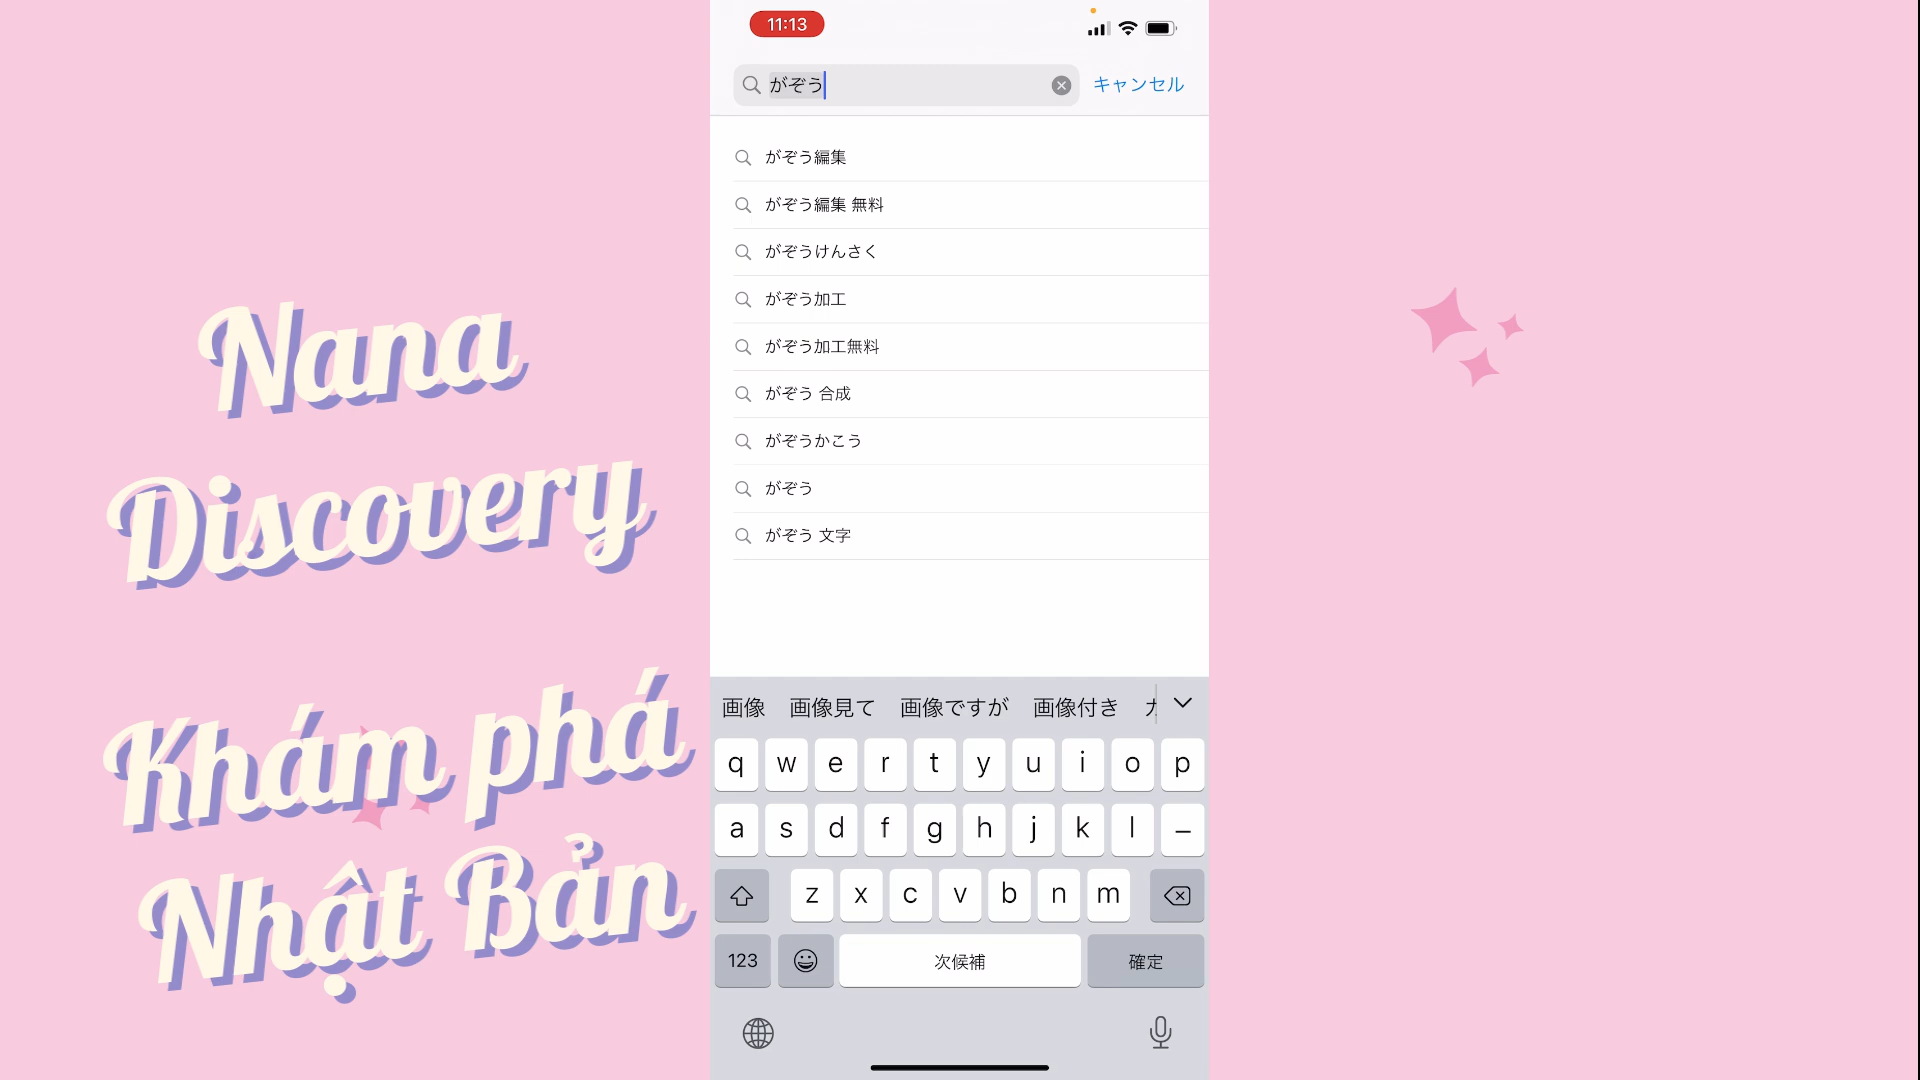 Nana
Discovery
Khám phá
Nhật Bản
11:13
がぞう
キャンセル
がぞう編集
がぞう編集 無料
がぞうけんさく
がぞう加工
がぞう加工無料
がぞう 合成
がぞうかこう
がぞう
がぞう 文字
画像 画像見て 画像ですが 画像付き
q w e r t y u i o p
a s d f g h j k l ー
z x c v b n m
123 次候補 確定